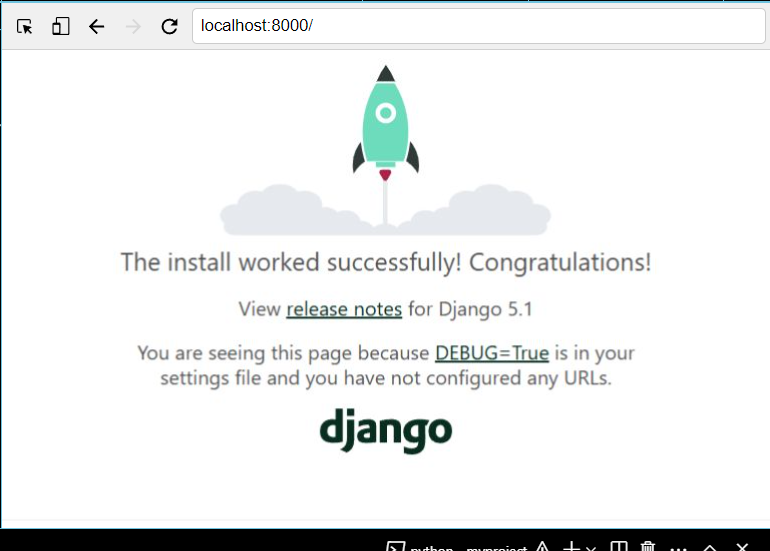 localhost:8000/
The install worked successfully! Congratulations!
View release notes for Django 5.1
You are seeing this page because DEBUG=True is in your
settings file and you have not configured any URLs.
django
python - myproject